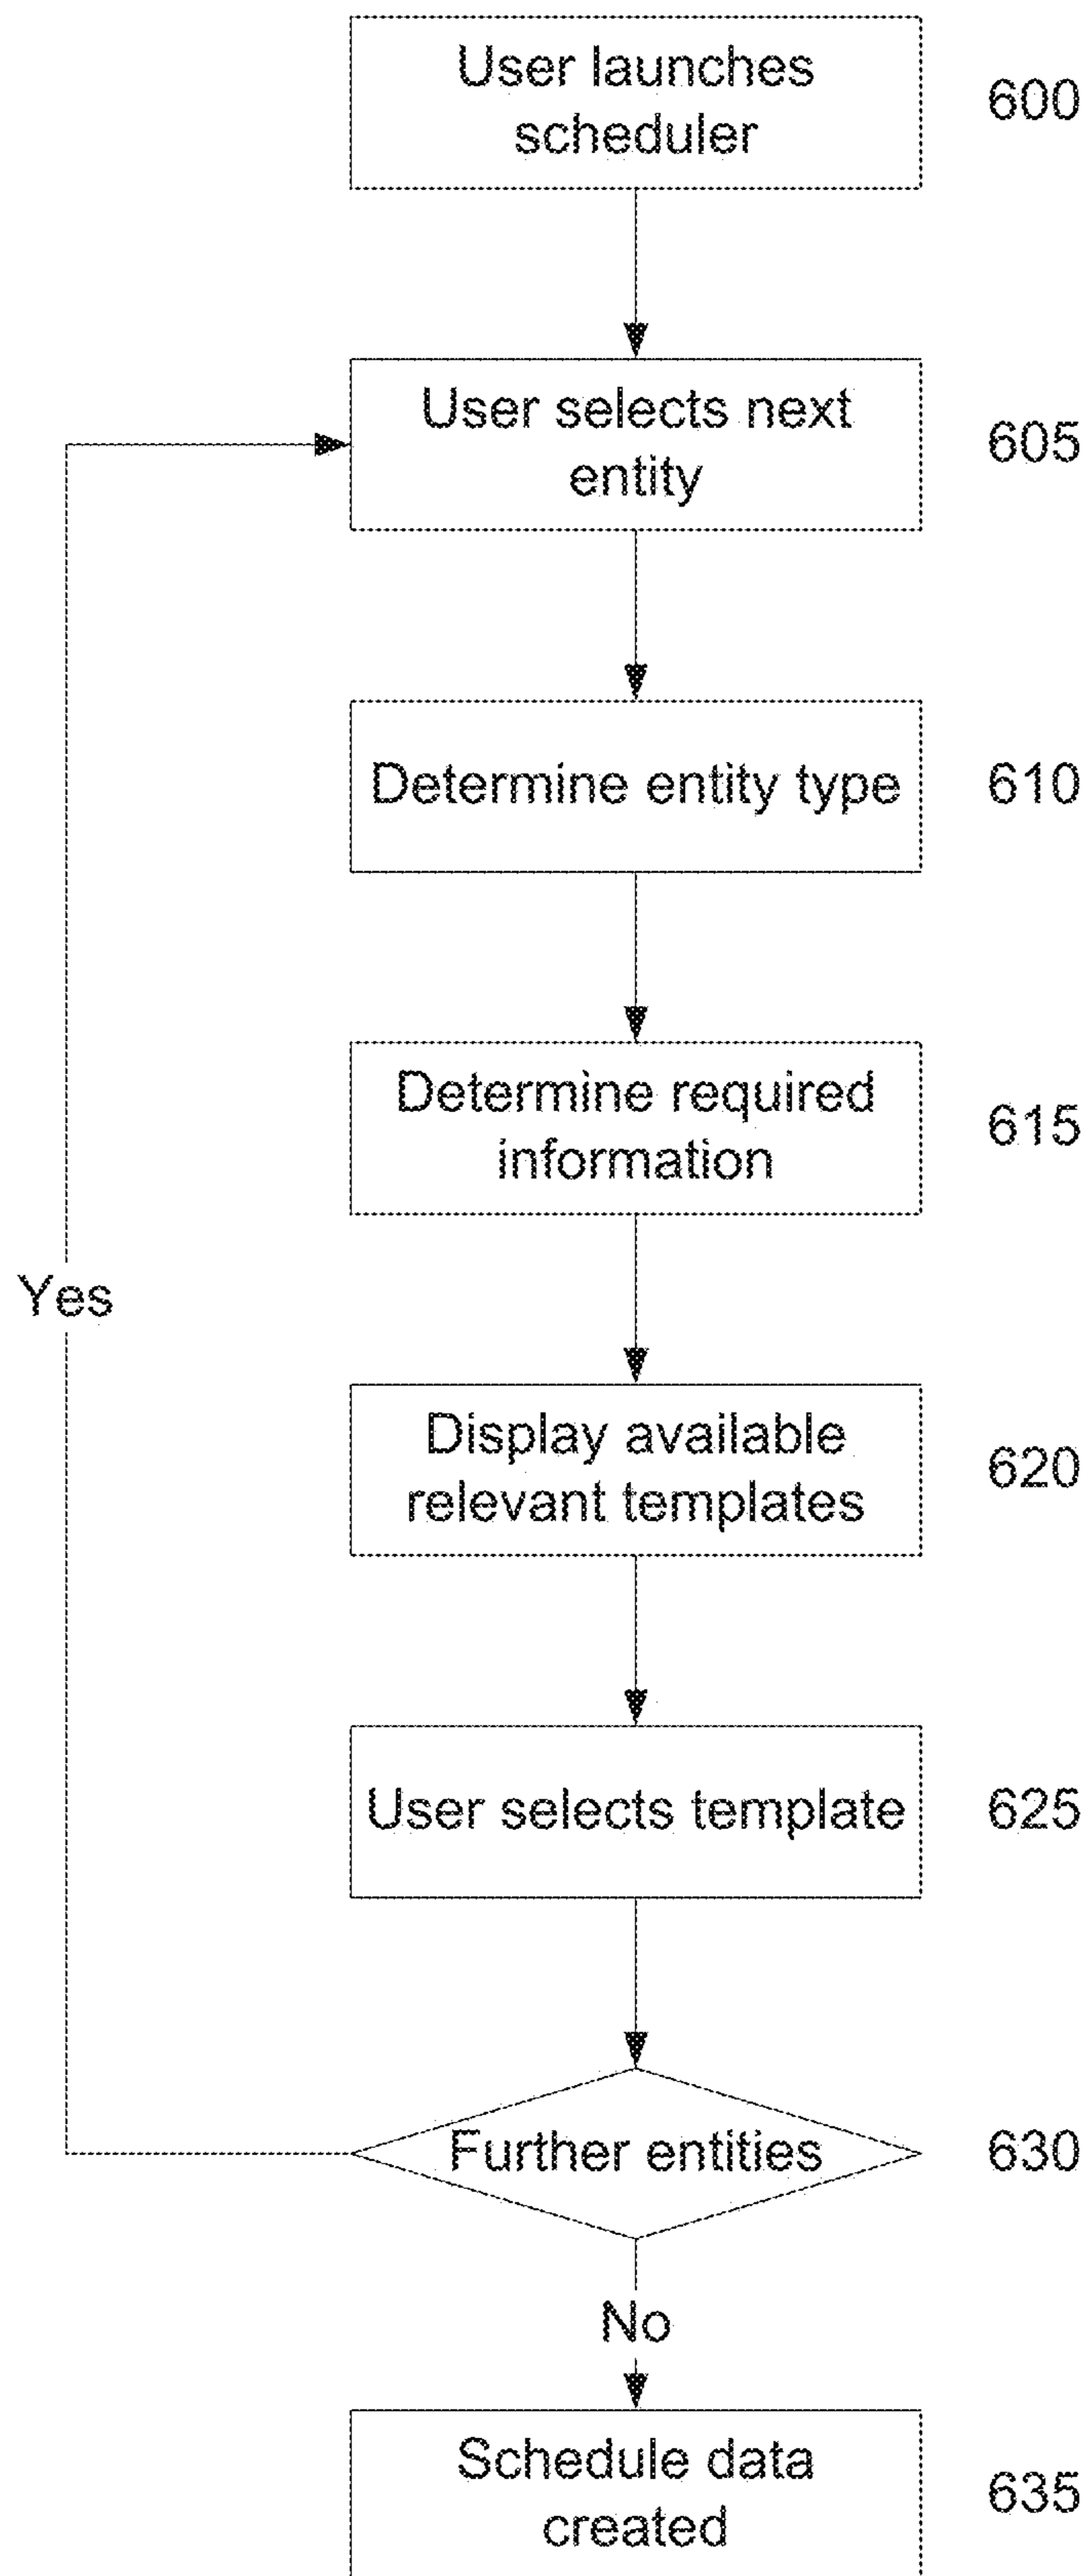 User launches
scheduler
600
User selects next
entity
605
Determine entity type
610
Determine required
information
615
Yes
Display available
relevant templates
620
User selects template
625
Further entities
630
No
Schedule data
created
635